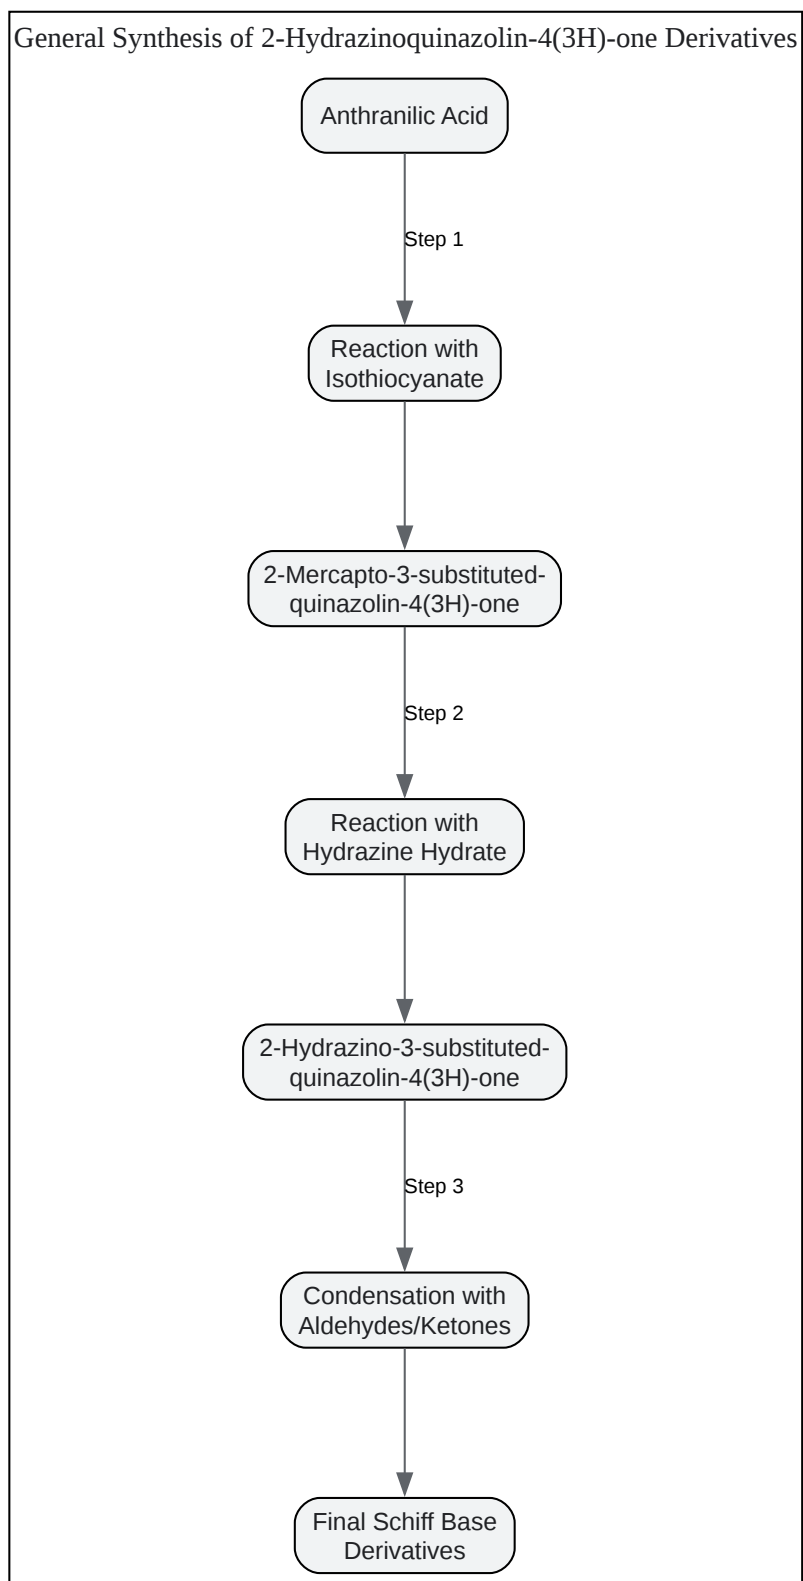 General Synthesis of 2-Hydrazinoquinazolin-4(3H)-one Derivatives
Anthranilic Acid
Step 1
Reaction with
Isothiocyanate
2-Mercapto-3-substituted-
quinazolin-4(3H)-one
Step 2
Reaction with
Hydrazine Hydrate
2-Hydrazino-3-substituted-
quinazolin-4(3H)-one
Step 3
Condensation with
Aldehydes/Ketones
Final Schiff Base
Derivatives